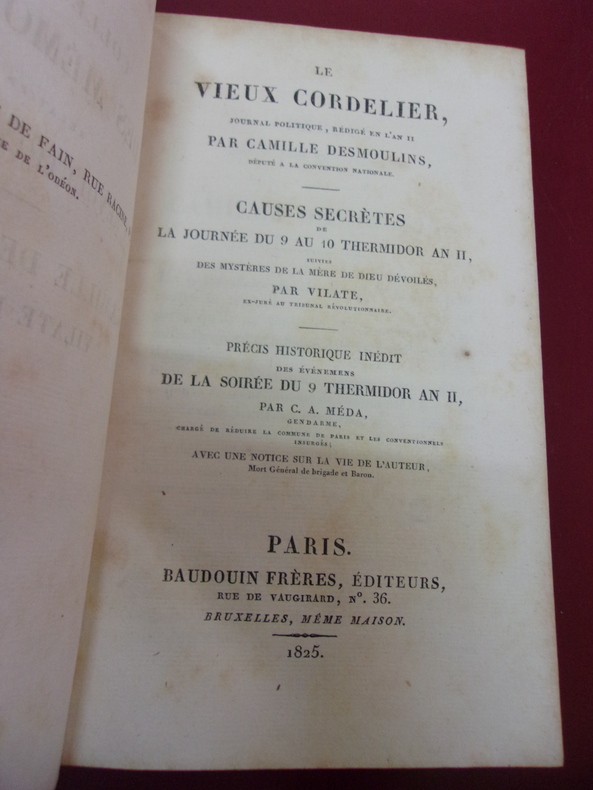 DE FAIN, RUE RACINE,
DE L'ODÉON.
LE
VIEUX CORDELIER,
JOURNAL POLITIQUE, RÉDIGÉ EN L'AN II
PAR CAMILLE DESMOULINS,
DÉPUTÉ A LA CONVENTION NATIONALE.
CAUSES SECRÈTES
DE
LA JOURNÉE DU 9 AU 10 THERMIDOR AN II,
SUIVIES
DES MYSTÈRES DE LA MÈRE DE DIEU DÉVOILÉS,
PAR VILATE,
EX-JURÉ AU TRIBUNAL RÉVOLUTIONNAIRE.
PRÉCIS HISTORIQUE INÉDIT
DES ÉVÉNEMENS
DE LA SOIRÉE DU 9 THERMIDOR AN II,
PAR C. A. MÉDA,
GENDARME,
CHARGÉ DE RÉDUIRE LA COMMUNE DE PARIS ET LES CONVENTIONNELS
INSURGÉS;
AVEC UNE NOTICE SUR LA VIE DE L'AUTEUR,
Mort Général de brigade et Baron.
PARIS.
BAUDOUIN FRÈRES, ÉDITEURS,
RUE DE VAUGIRARD, Nº. 36.
BRUXELLES, MÊME MAISON.
1825.